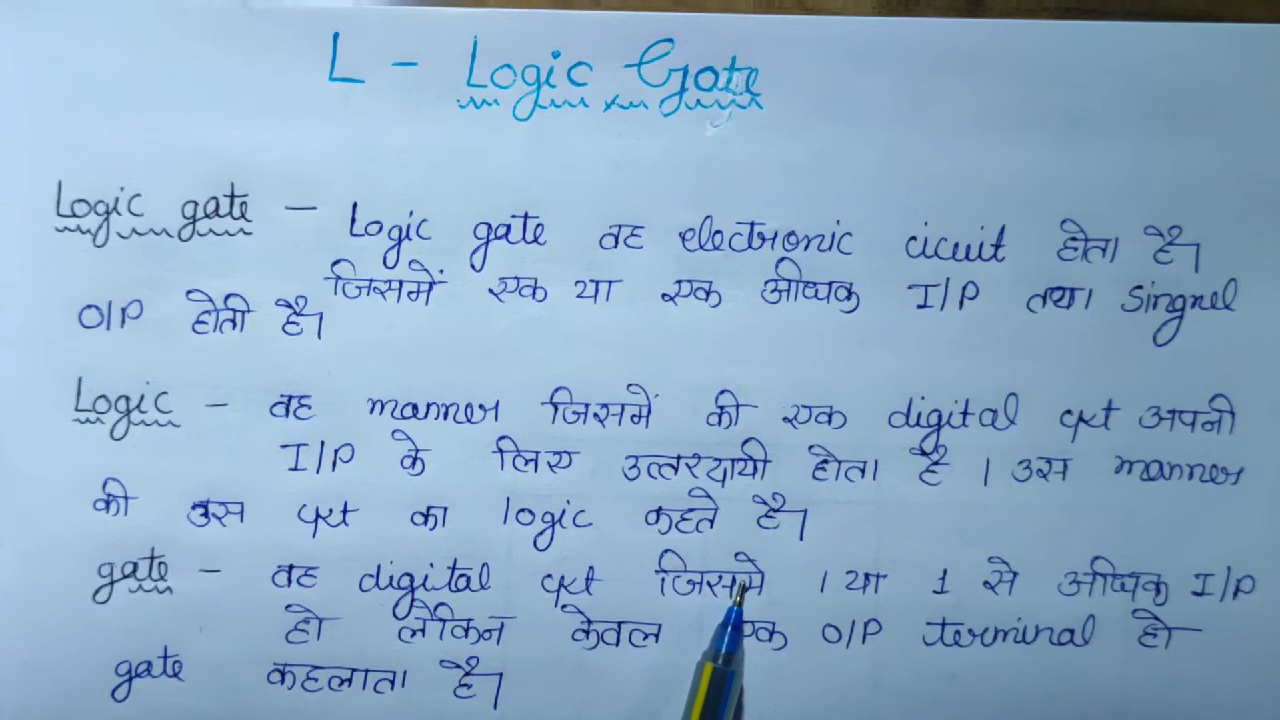 L - Logic Gate
Logic gate - Logic gate वह electronic cicuit होता है।
जिसमें एक या एक अधिक I/P तथा Singnel
O/P होती है।
Logic - वह manner जिसमें की एक digital ckt अपनी
I/P के लिए उत्तरदायी होता है । उस manner
की उस ckt का logic कहते है।
gate - वह digital ckt जिसमे 1 या 1 से अधिक I/P
हो लेकिन केवल एक O/P terminal हो
gate कहलाता है।